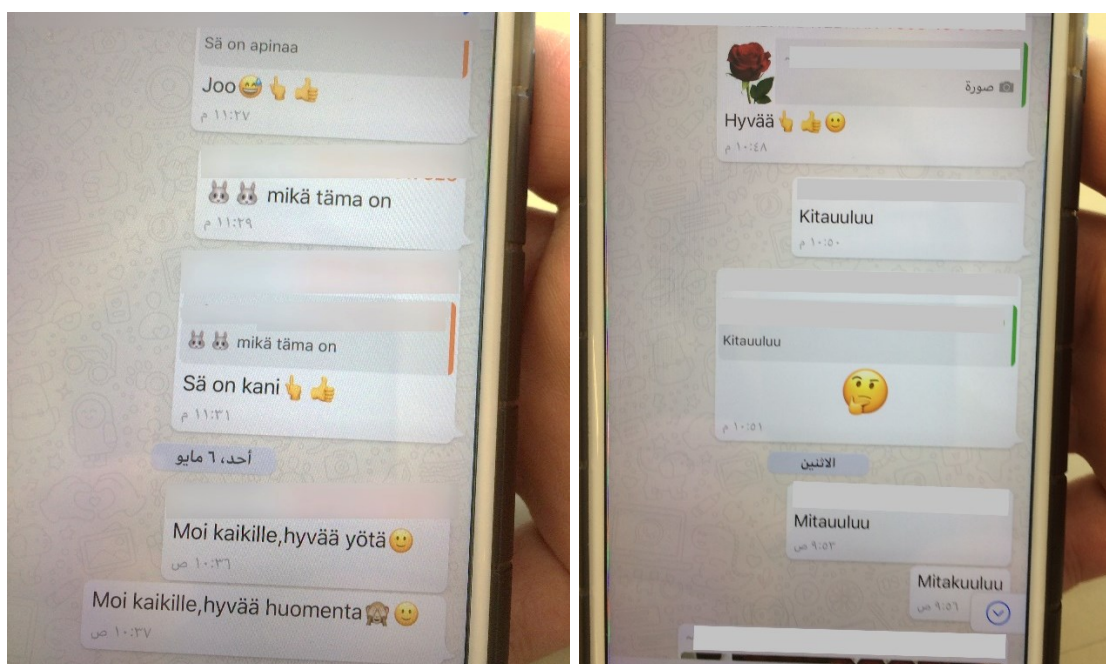 Sä on apinaa
Joo😅👆👍
١١:٢٧ م
🐰🐰 mikä täma on
١١:٢٩ م
🐰🐰 mikä täma on
Sä on kani👆👍
١١:٣١ م
أحد، ٦ مايو
Moi kaikille,hyvää yötä🙂
١٠:٣٦ ص
Moi kaikille,hyvää huomenta🙈🙂
١٠:٣٧ ص
صورة
Hyvää👆👍🙂
١٠:٤٨ م
Kitauuluu
١٠:٥٠ م
Kitauuluu
🤔
١٠:٥١ م
الاثنين
Mitauuluu
٩:٥٣ ص
Mitakuuluu
٩:٥٦ ص